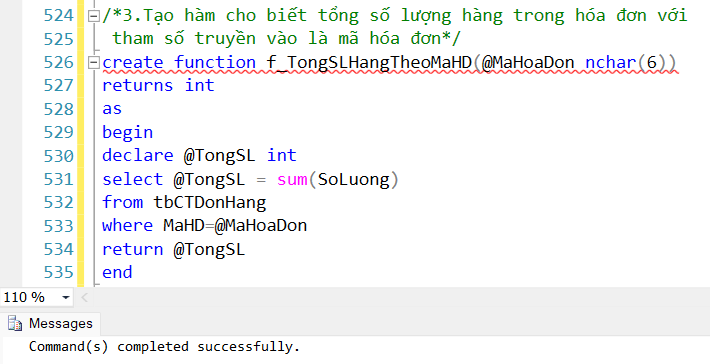 524 /*3.Tạo hàm cho biết tổng số lượng hàng trong hóa đơn với
525 tham số truyền vào là mã hóa đơn*/
526 create function f_TongSLHangTheoMaHD(@MaHoaDon nchar(6))
527 returns int
528 as
529 begin
530 declare @TongSL int
531 select @TongSL = sum(SoLuong)
532 from tbCTDonHang
533 where MaHD=@MaHoaDon
534 return @TongSL
535 end
110 %
Messages
Command(s) completed successfully.